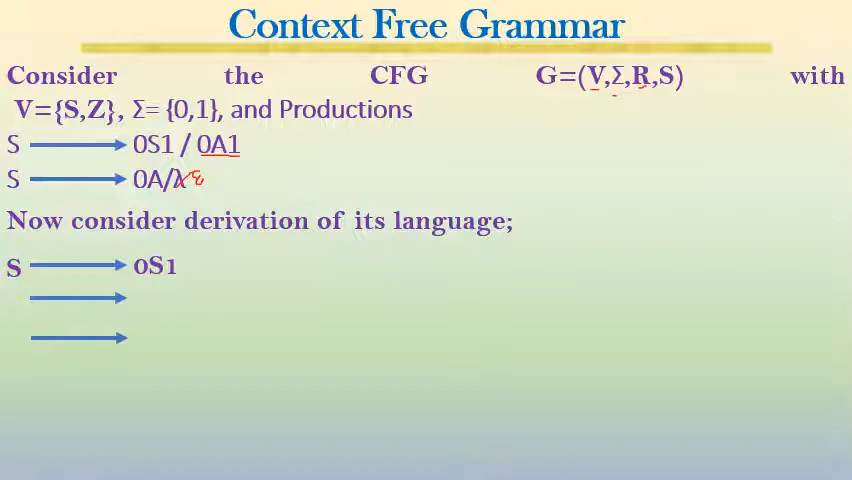 Context Free Grammar
Consider the CFG G=(V,Σ,R,S) with
V={S,Z}, Σ= {0,1}, and Productions
S 0S1 / 0A1
S 0A/λ ε
Now consider derivation of its language;
S 0S1